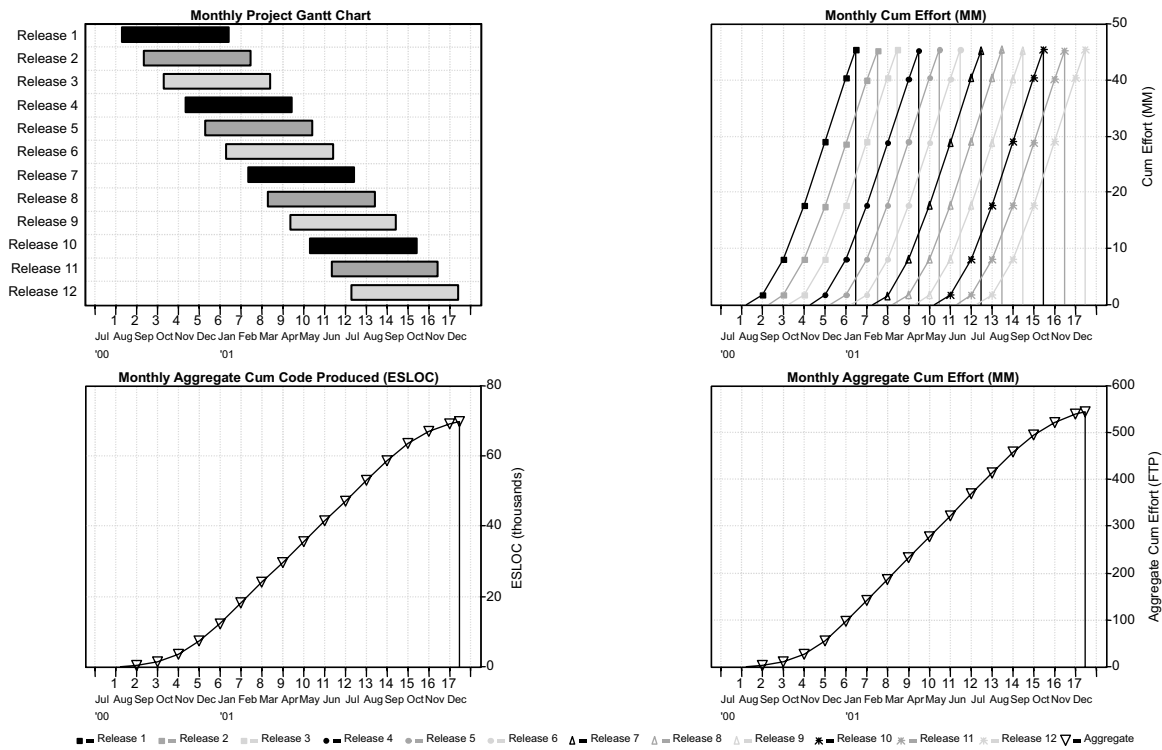 Monthly Project Gantt Chart
Release 1
Release 2
Release 3
Release 4
Release 5
Release 6
Release 7
Release 8
Release 9
Release 10
Release 11
Release 12
1 2 3 4 5 6 7 8 9 10 11 12 13 14 15 16 17
Jul Aug Sep Oct Nov Dec Jan Feb Mar Apr May Jun Jul Aug Sep Oct Nov Dec
'00 '01
Monthly Cum Effort (MM)
50
40
30
20
10
0
Cum Effort (MM)
1 2 3 4 5 6 7 8 9 10 11 12 13 14 15 16 17
Jul Aug Sep Oct Nov Dec Jan Feb Mar Apr May Jun Jul Aug Sep Oct Nov Dec
'00 '01
Monthly Aggregate Cum Code Produced (ESLOC)
80
60
40
20
0
ESLOC (thousands)
1 2 3 4 5 6 7 8 9 10 11 12 13 14 15 16 17
Jul Aug Sep Oct Nov Dec Jan Feb Mar Apr May Jun Jul Aug Sep Oct Nov Dec
'00 '01
Monthly Aggregate Cum Effort (MM)
600
500
400
300
200
100
0
Aggregate Cum Effort (FTP)
1 2 3 4 5 6 7 8 9 10 11 12 13 14 15 16 17
Jul Aug Sep Oct Nov Dec Jan Feb Mar Apr May Jun Jul Aug Sep Oct Nov Dec
'00 '01
Release 1 Release 2 Release 3 Release 4 Release 5 Release 6 Release 7 Release 8 Release 9 Release 10 Release 11 Release 12 Aggregate